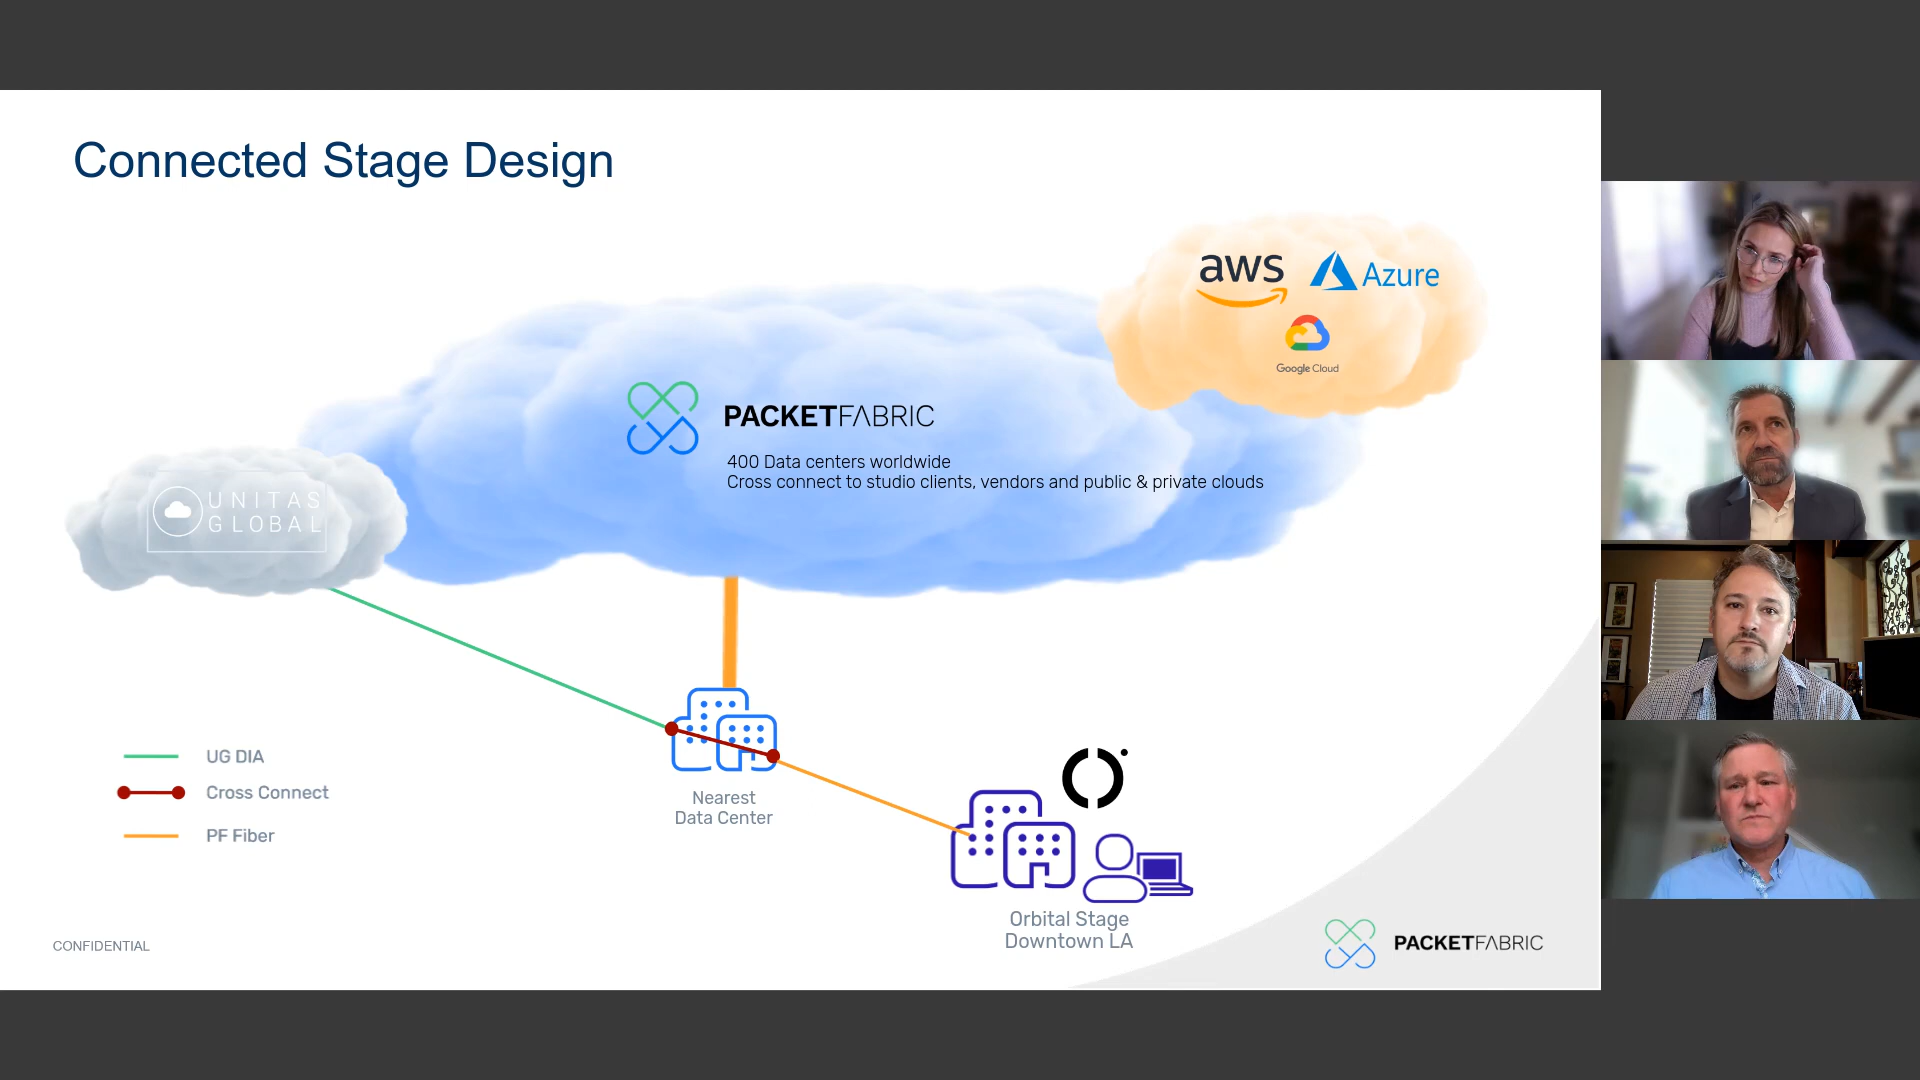 Connected Stage Design
aws
Azure
Google Cloud
PACKETFABRIC
400 Data centers worldwide
Cross connect to studio clients, vendors and public & private clouds
UNITAS
GLOBAL
UG DIA
Cross Connect
PF Fiber
Nearest
Data Center
Orbital Stage
Downtown LA
CONFIDENTIAL
PACKETFABRIC